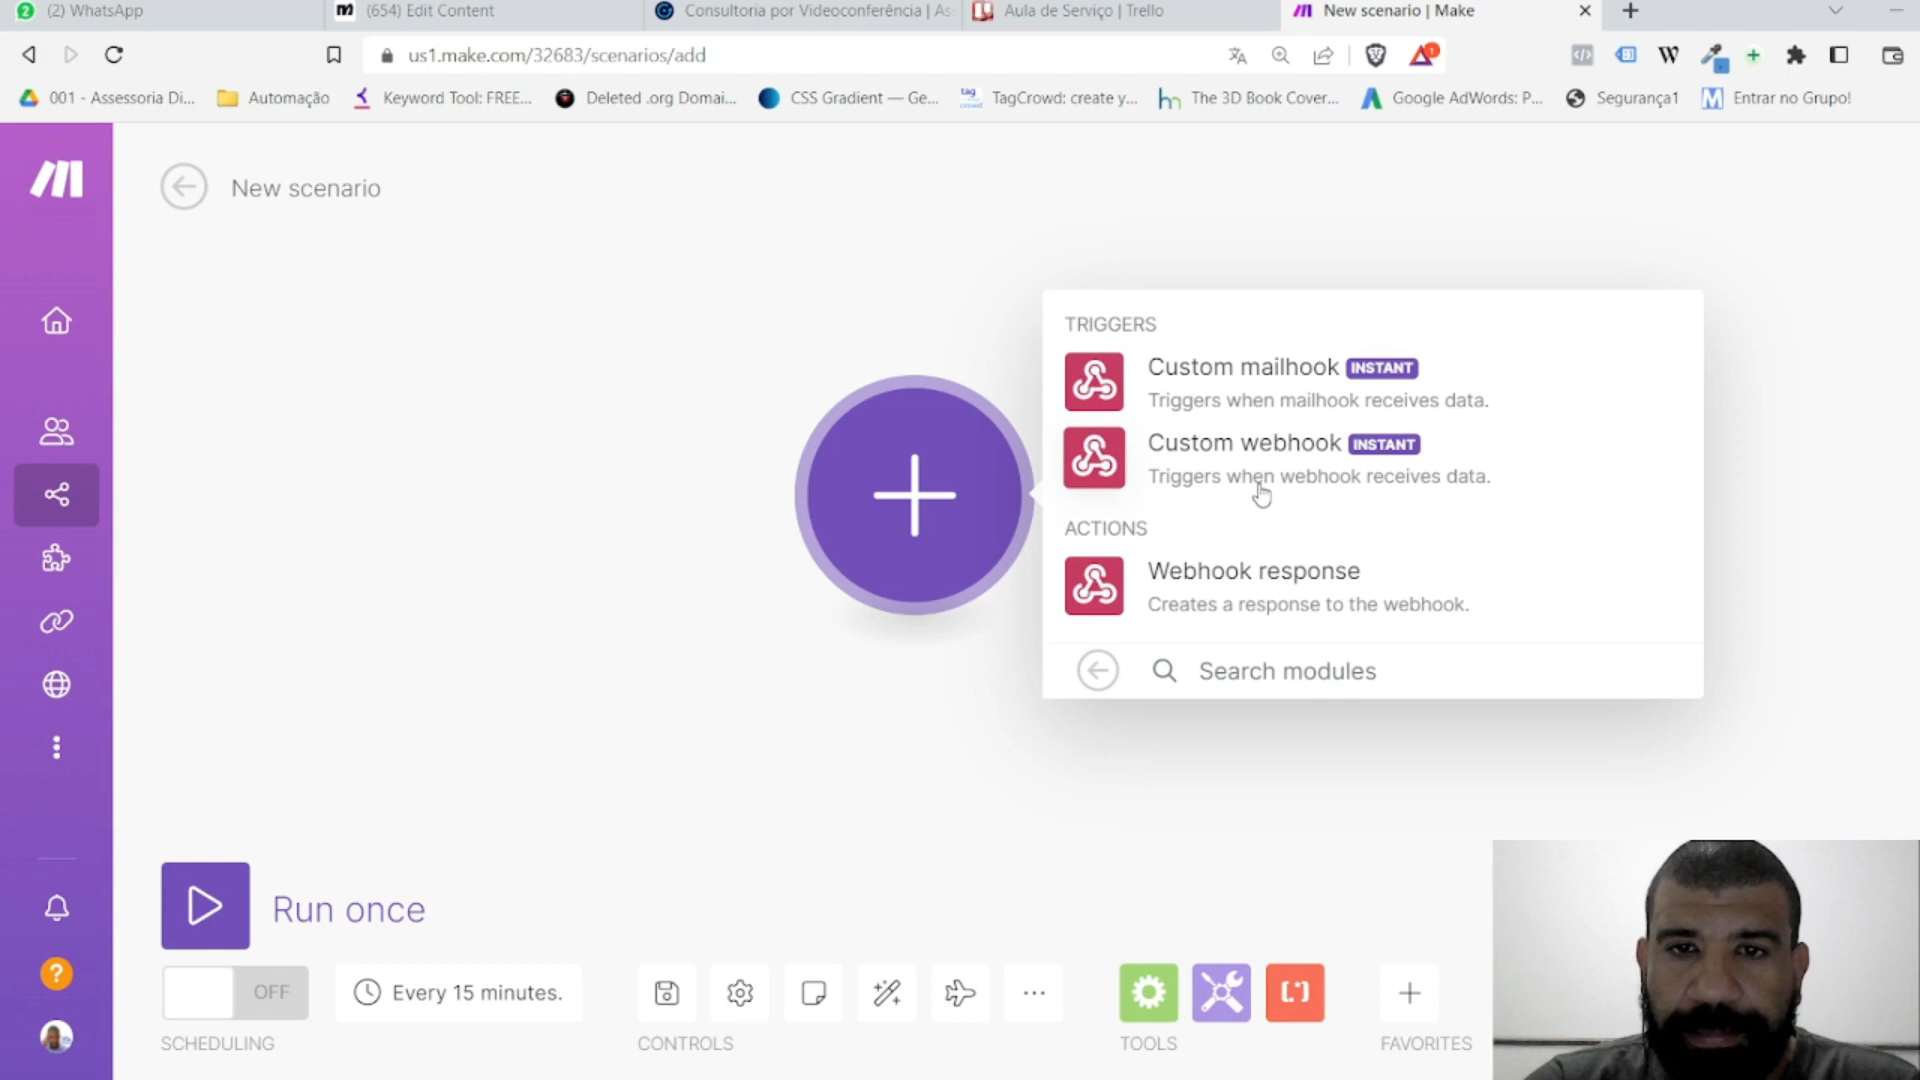 (2) WhatsApp
(654) Edit Content
Consultoria por Videoconferência | As
Aula de Serviço | Trello
New scenario | Make
us1.make.com/32683/scenarios/add
001 - Assessoria Di...
Automação
Keyword Tool: FREE...
Deleted .org Domai...
CSS Gradient — Ge...
TagCrowd: create y...
The 3D Book Cover...
Google AdWords: P...
Segurança1
Entrar no Grupo!
New scenario
TRIGGERS
Custom mailhook INSTANT
Triggers when mailhook receives data.
Custom webhook INSTANT
Triggers when webhook receives data.
ACTIONS
Webhook response
Creates a response to the webhook.
Search modules
Run once
OFF
Every 15 minutes.
SCHEDULING
CONTROLS
TOOLS
FAVORITES